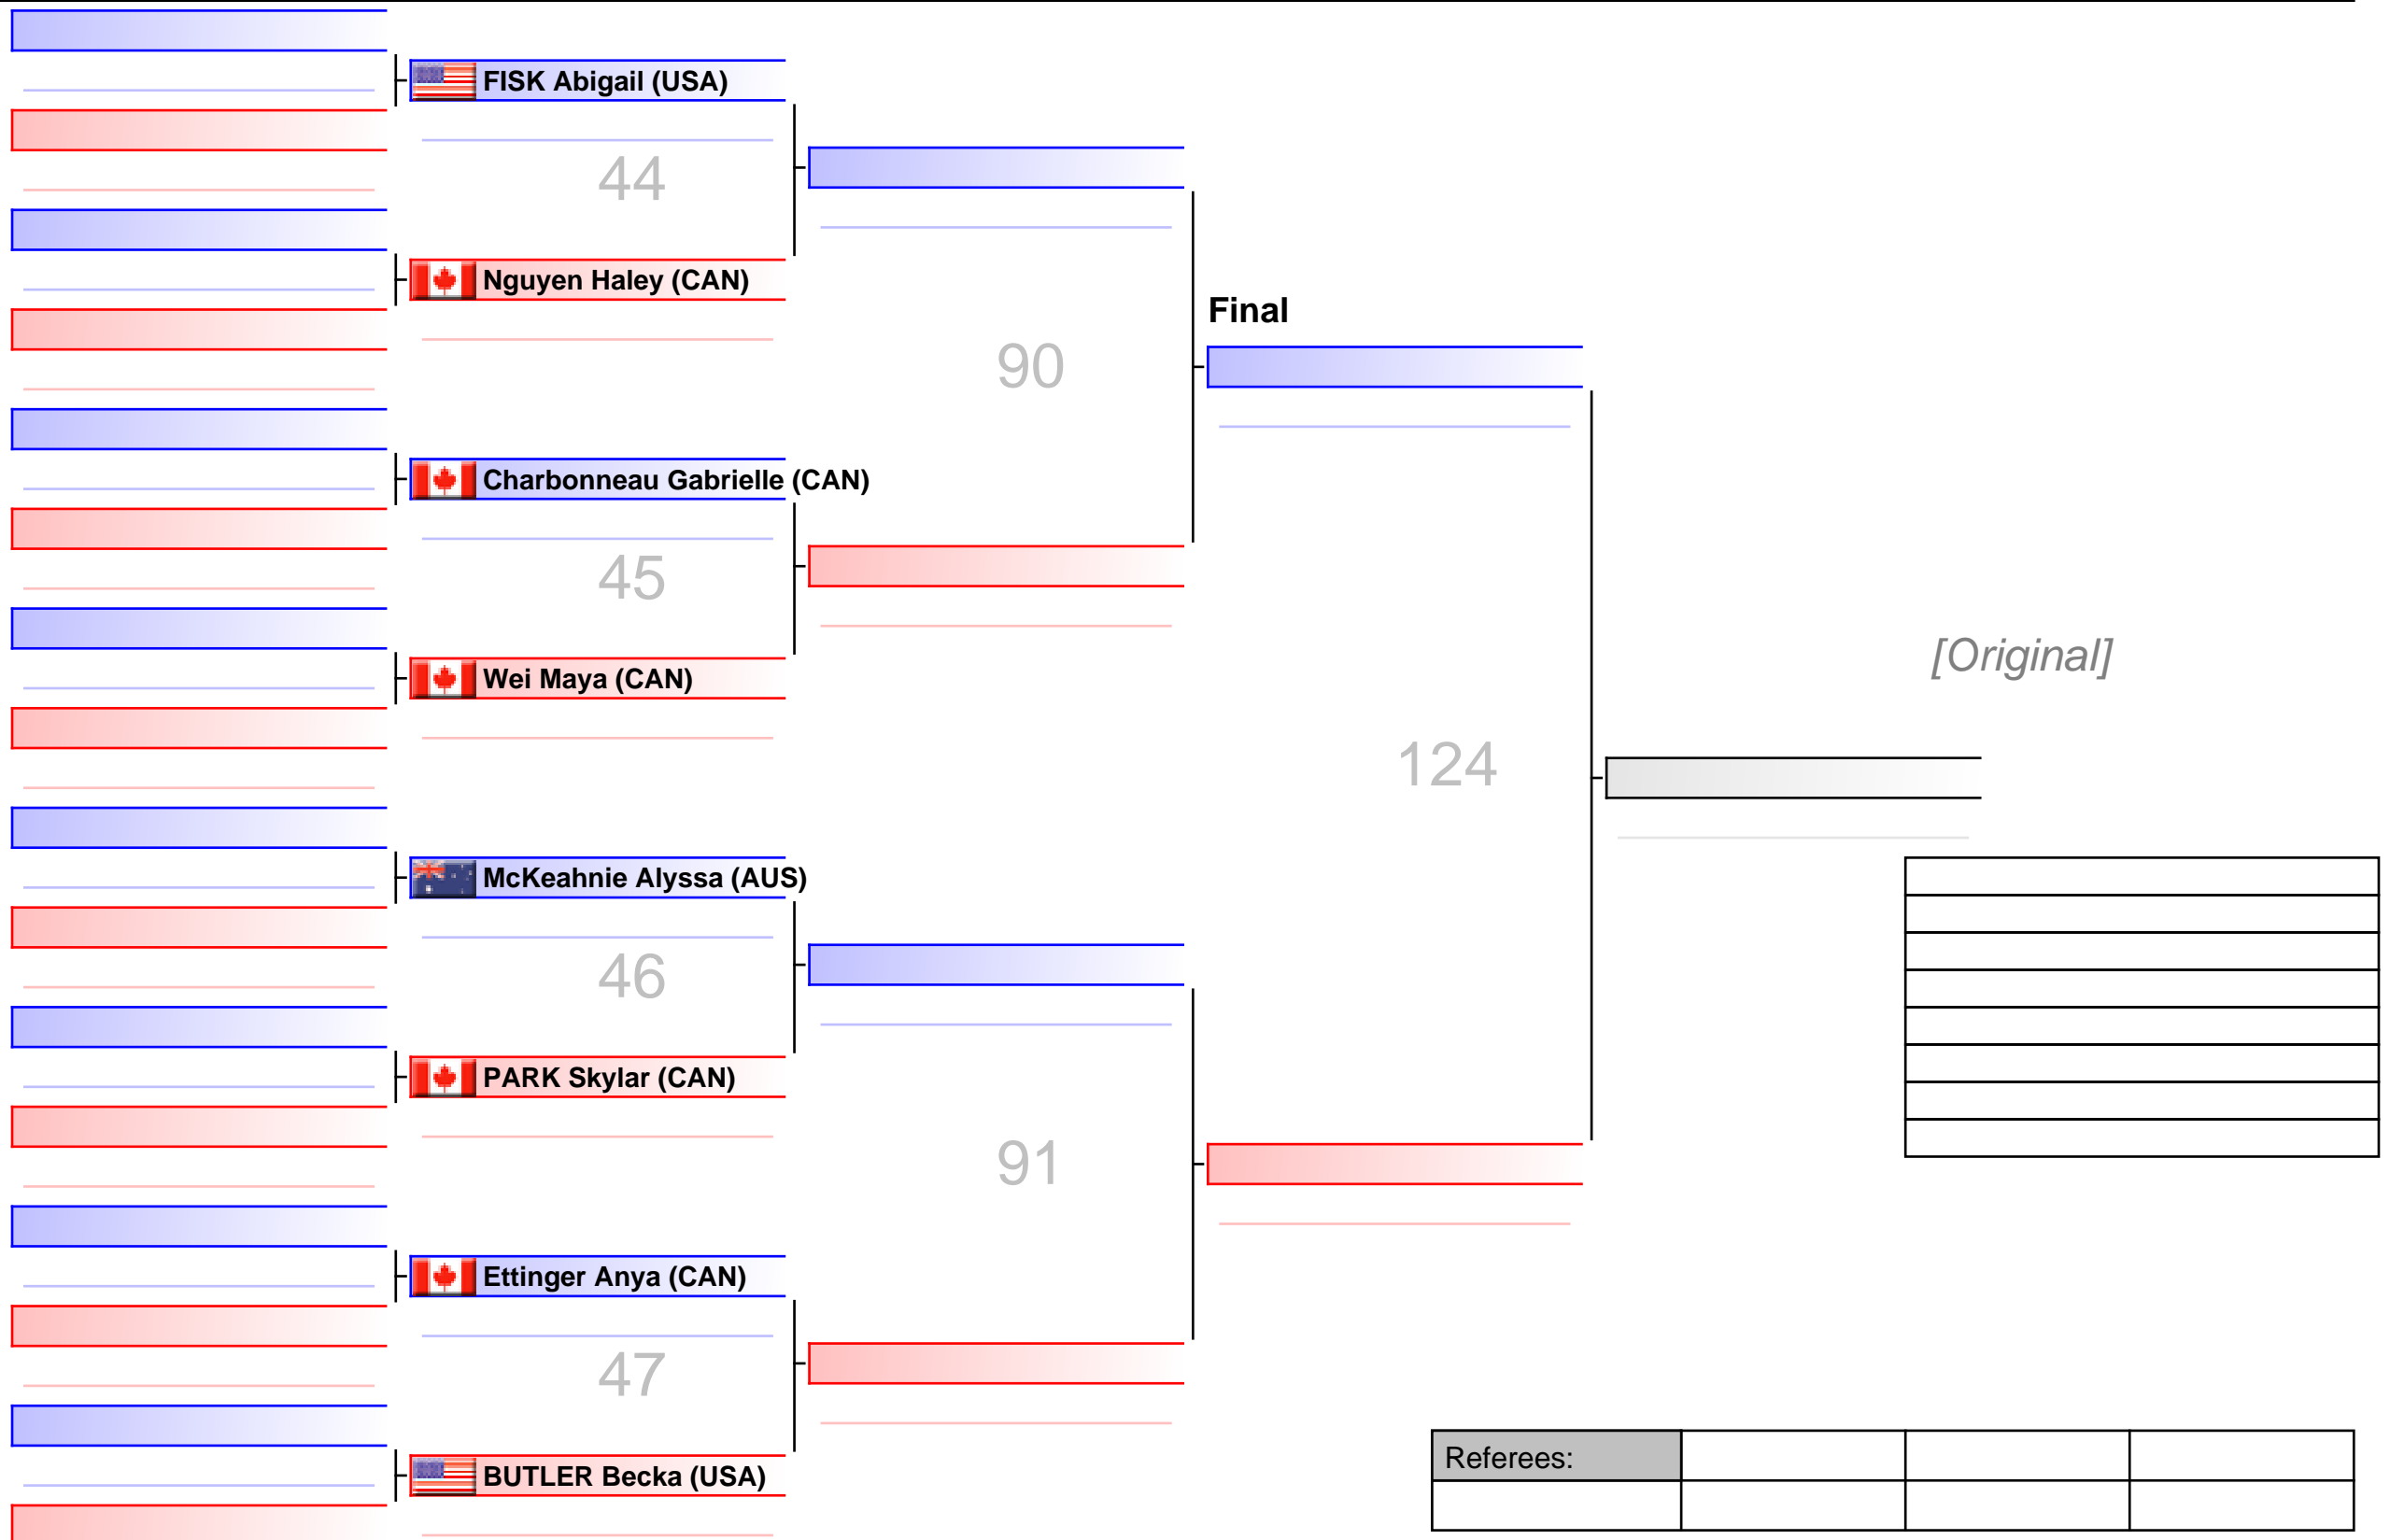 FISK Abigail (USA)
44
Nguyen Haley (CAN)
90
Final
Charbonneau Gabrielle (CAN)
45
Wei Maya (CAN)
[Original]
124
McKeahnie Alyssa (AUS)
46
PARK Skylar (CAN)
91
Ettinger Anya (CAN)
47
BUTLER Becka (USA)
Referees: